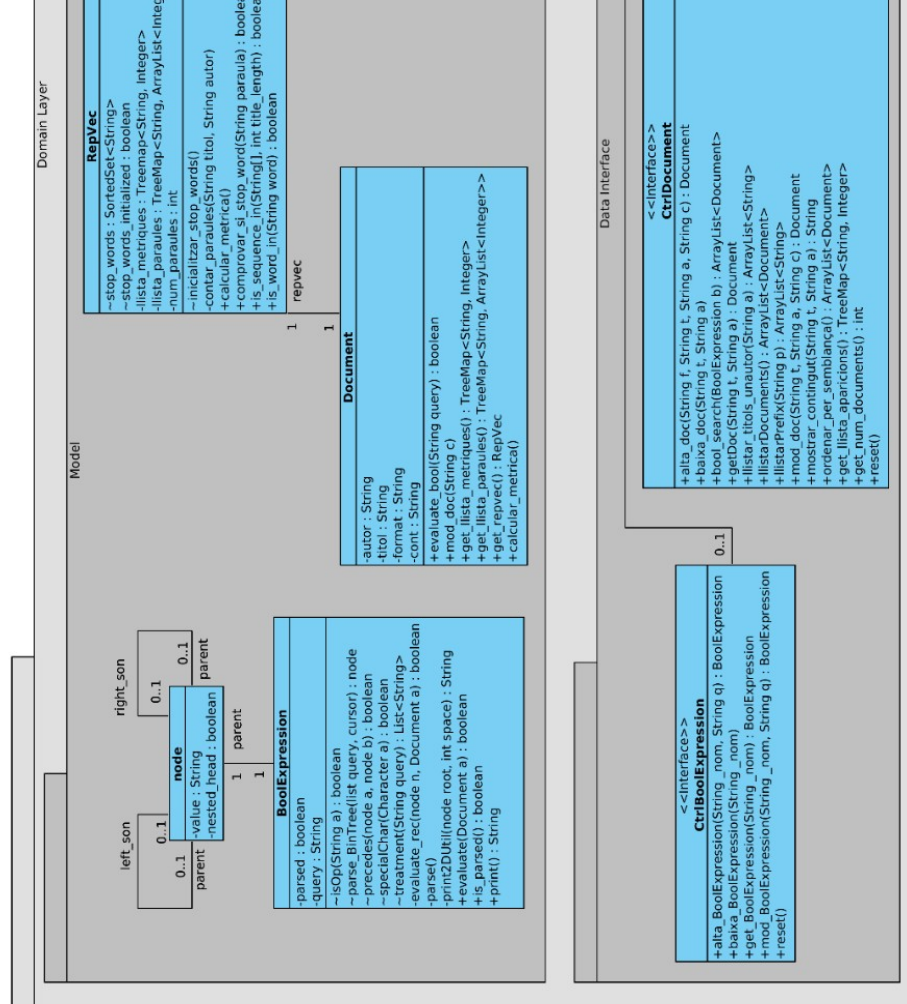 Domain Layer
Model
right_son
0..1
0..1
parent
left_son
0..1
0..1
parent
node
-value : String
-nested_head : boolean
1
parent
1
BoolExpression
-parsed : boolean
-query : String
~isOp(String a) : boolean
~parse_BinTree(list query, cursor) : node
~precedes(node a, node b) : boolean
~specialChar(Character a) : boolean
~treatment(String query) : List<String>
-evaluate_rec(node n, Document a) : boolean
-parse()
-print2DUtil(node root, int space) : String
+evaluate(Document a) : boolean
+is_parsed() : boolean
+print() : String
RepVec
~stop_words : SortedSet<String>
~stop_words_initialized : boolean
-llista_metriques : Treemap<String, Integer>
-llista_paraules : TreeMap<String, ArrayList<Integ
-num_paraules : int
~inicialitzar_stop_words()
-contar_paraules(String titol, String autor)
+calcular_metrica()
+comprovar_si_stop_word(String paraula) : boolea
+is_sequence_in(String[], int title_length) : boolea
+is_word_in(String word) : boolean
1
repvec
1
Document
-autor : String
-titol : String
-format : String
-cont : String
+evaluate_bool(String query) : boolean
+mod_doc(String c)
+get_llista_metriques() : TreeMap<String, Integer>
+get_llista_paraules() : TreeMap<String, ArrayList<Integer>>
+get_repvec() : RepVec
+calcular_metrica()
Data Interface
0..1
<<Interface>>
CtrlBoolExpression
+alta_BoolExpression(String_nom, String q) : BoolExpression
+baixa_BoolExpression(String_nom)
+get_BoolExpression(String_nom) : BoolExpression
+mod_BoolExpression(String_nom, String q) : BoolExpression
+reset()
<<Interface>>
CtrlDocument
+alta_doc(String f, String t, String a, String c) : Document
+baixa_doc(String t, String a)
+bool_search(BoolExpression b) : ArrayList<Document>
+getDoc(String t, String a) : Document
+llistar_titols_unautor(String a) : ArrayList<String>
+llistarDocuments() : ArrayList<Document>
+llistarPrefix(String p) : ArrayList<String>
+mod_doc(String t, String a, String c) : Document
+mostrar_contingut(String t, String a) : String
+ordenar_per_semblança() : ArrayList<Document>
+get_llista_aparicions() : TreeMap<String, Integer>
+get_num_documents() : int
+reset()